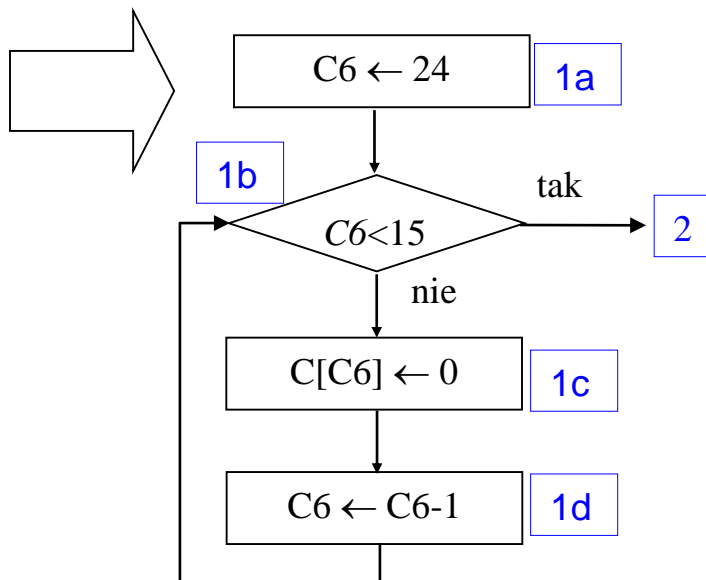 C6 ← 24
1a
1b
tak
C6<15
2
nie
C[C6] ← 0
1c
C6 ← C6-1
1d